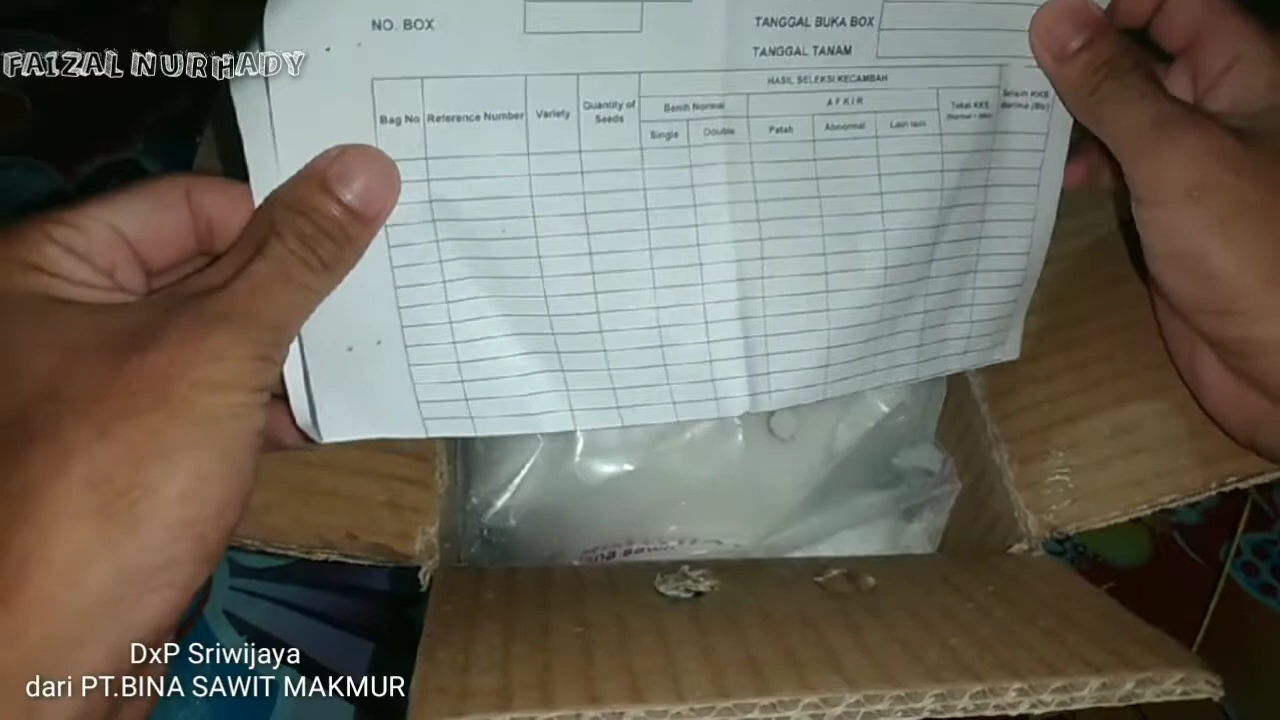 NO. BOX
TANGGAL BUKA BOX
TANGGAL TANAM
FAIZAL NURHADY
HASIL SELEKSI KECAMBAH
Bag No
Reference Number
Variety
Quantity of
Seeds
Benih Normal
AFKIR
Total KKS
Single
Double
Patah
Abnormal
Lain lain
Selisih KKS
DxP Sriwijaya
dari PT.BINA SAWIT MAKMUR